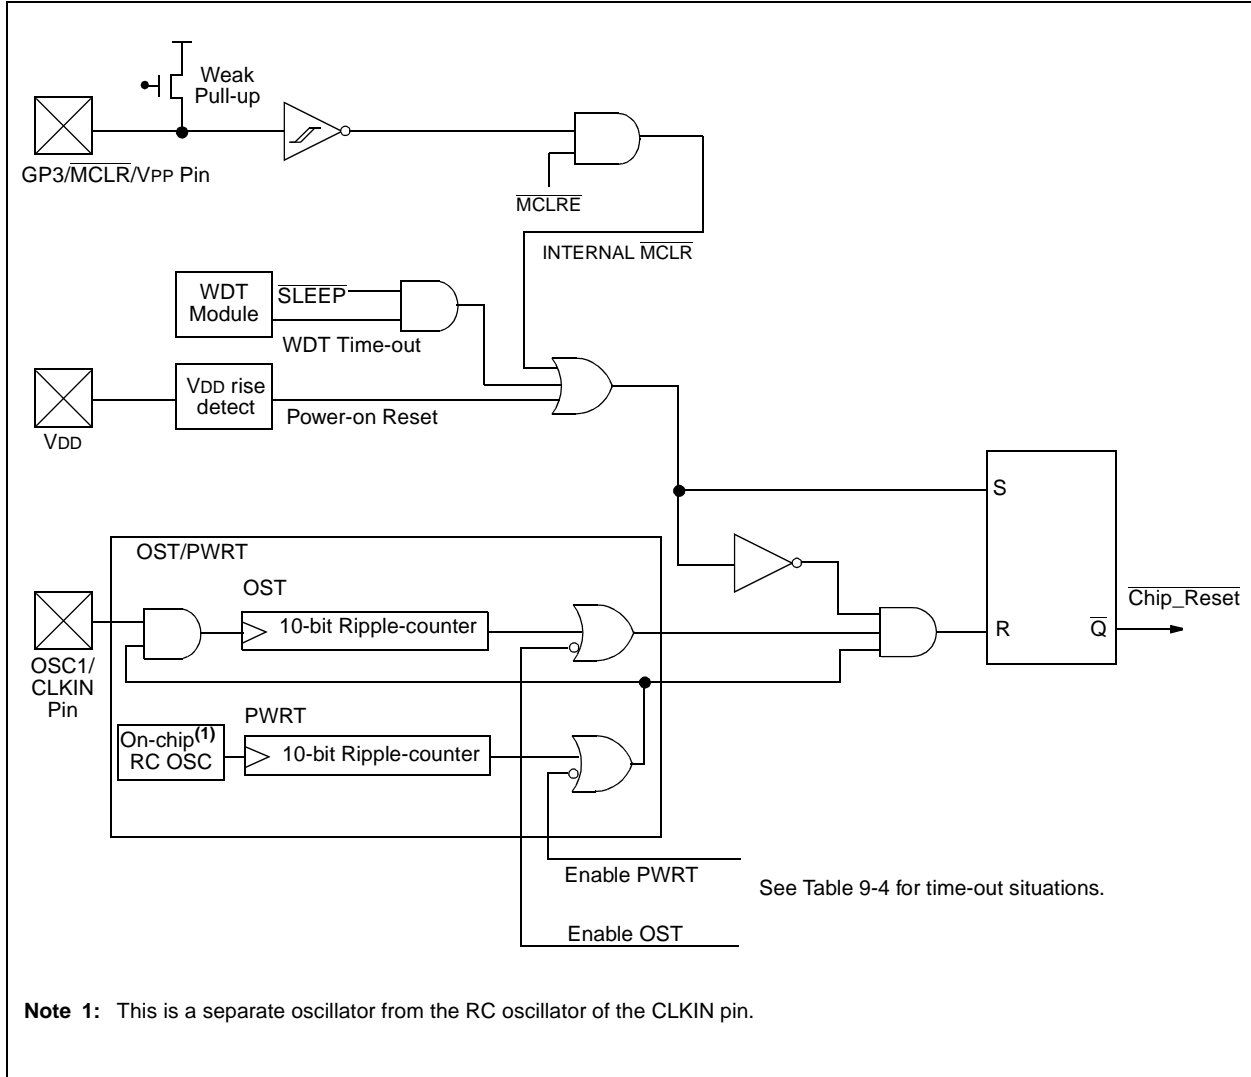 Weak
Pull-up
GP3/MCLR/VPP Pin
MCLRE
INTERNAL MCLR
WDT
Module
SLEEP
WDT Time-out
VDD rise
detect
Power-on Reset
VDD
S
OST/PWRT
OST
10-bit Ripple-counter
Chip_Reset
R
Q
OSC1/
CLKIN
Pin
PWRT
On-chip(1)
RC OSC
10-bit Ripple-counter
Enable PWRT
See Table 9-4 for time-out situations.
Enable OST
Note 1: This is a separate oscillator from the RC oscillator of the CLKIN pin.